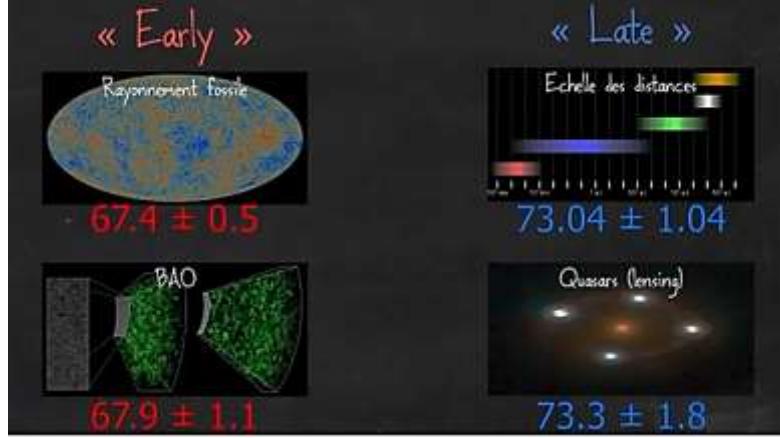 « Early »
« Late »
Rayonnement fossile
67.4 ± 0.5
Echelle des distances
73.04 ± 1.04
BAO
67.9 ± 1.1
Quasars (lensing)
73.3 ± 1.8